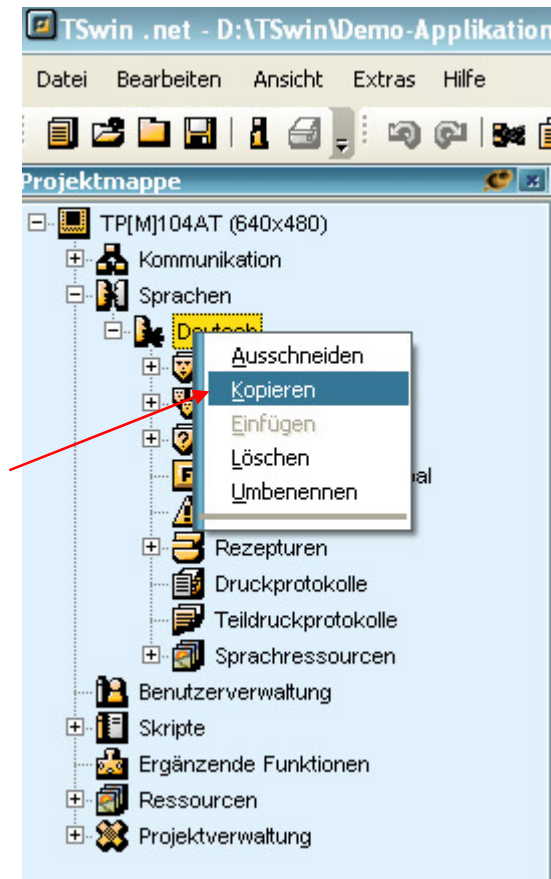 TSwin .net - D:\TSwin\Demo-Applikation
Datei Bearbeiten Ansicht Extras Hilfe
Projektmappe
TP[M]104AT (640x480)
Kommunikation
Sprachen
Deutsch
Ausschneiden
Kopieren
Einfügen
Löschen
Umbenennen
Rezepturen
Druckprotokolle
Teildruckprotokolle
Sprachressourcen
Benutzerverwaltung
Skripte
Ergänzende Funktionen
Ressourcen
Projektverwaltung